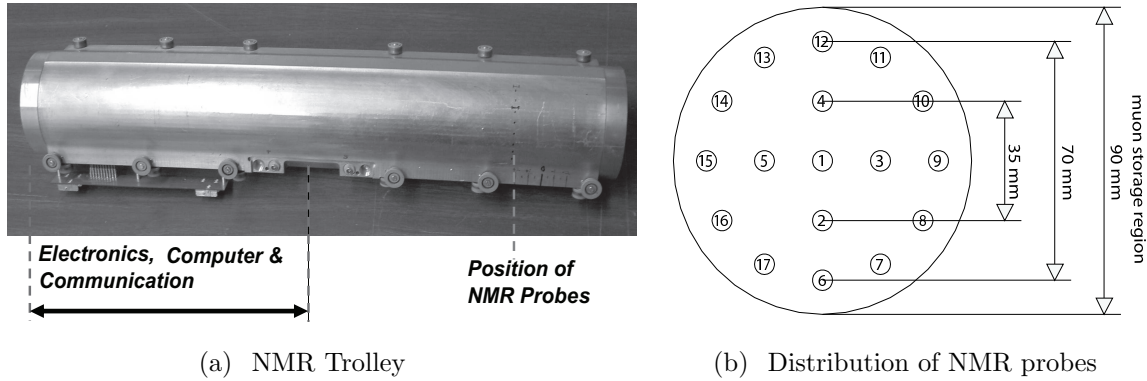 Electronics, Computer &
Communication
Position of
NMR Probes
(a) NMR Trolley
12
13
11
14
4
10
15
5
1
3
9
16
2
8
17
7
6
35 mm
70 mm
90 mm
muon storage region
(b) Distribution of NMR probes